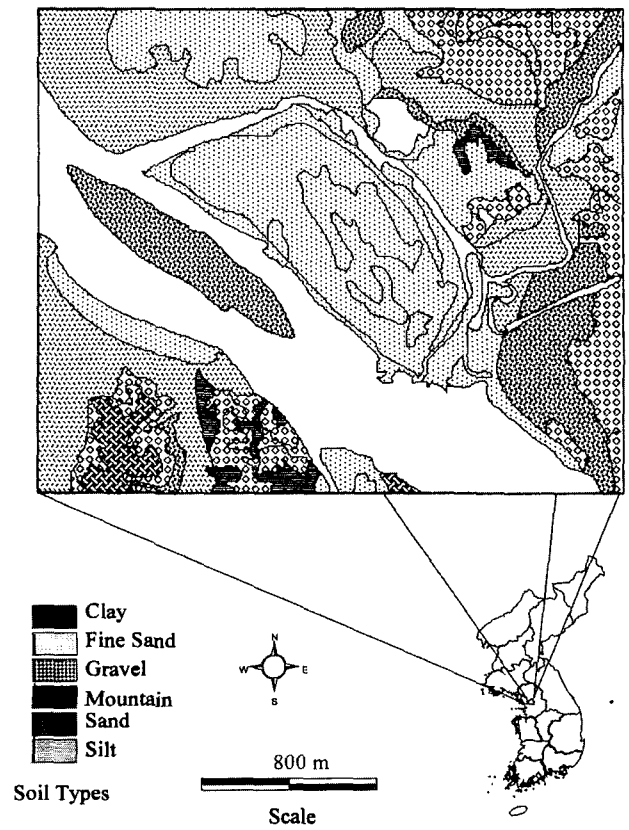 Clay
Fine Sand
Gravel
Mountain
Sand
Silt
Soil Types
N
W E
S
800 m
Scale